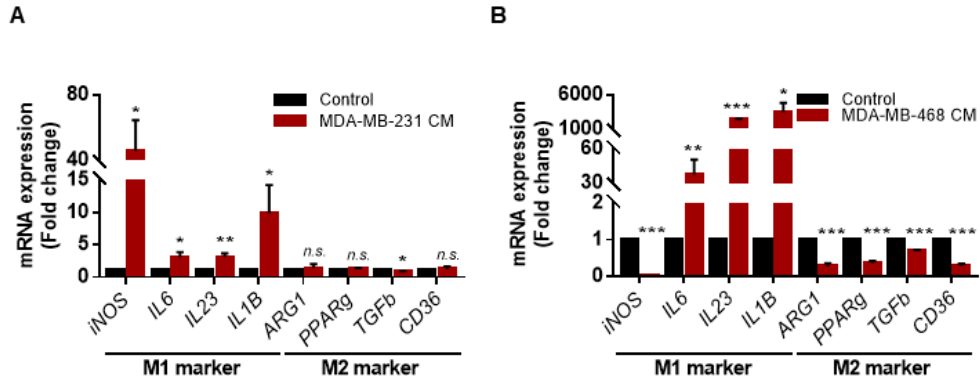 A
mRNA expression
(Fold change)
80
40
15
10
5
0
Control
MDA-MB-231 CM
*
*
**
*
n.s.
n.s.
*
n.s.
iNOS
IL6
IL23
IL1B
ARG1
PPARg
TGFb
CD36
M1 marker
M2 marker
B
mRNA expression
(Fold change)
6000
1000
60
30
2
1
0
Control
MDA-MB-468 CM
***
**
***
*
***
***
***
***
iNOS
IL6
IL23
IL1B
ARG1
PPARg
TGFb
CD36
M1 marker
M2 marker